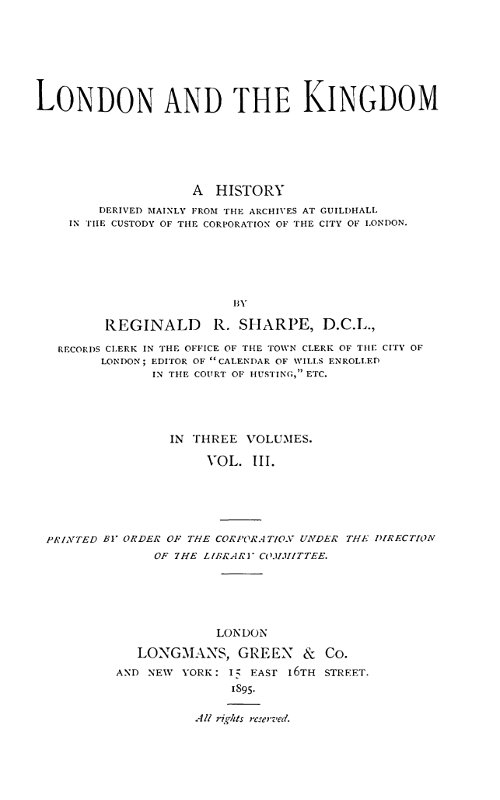 LONDON AND THE KINGDOM
A HISTORY
DERIVED MAINLY FROM THE ARCHIVES AT GUILDHALL
IN THE CUSTODY OF THE CORPORATION OF THE CITY OF LONDON.
BY
REGINALD R. SHARPE, D.C.L.,
RECORDS CLERK IN THE OFFICE OF THE TOWN CLERK OF THE CITY OF
LONDON; EDITOR OF "CALENDAR OF WILLS ENROLLED
IN THE COURT OF HUSTING," ETC.
IN THREE VOLUMES.
VOL. III.
PRINTED BY ORDER OF THE CORPORATION UNDER THE DIRECTION
OF THE LIBRARY COMMITTEE.
LONDON
LONGMANS, GREEN & Co.
AND NEW YORK: 15 EAST 16TH STREET.
1895.
All rights reserved.